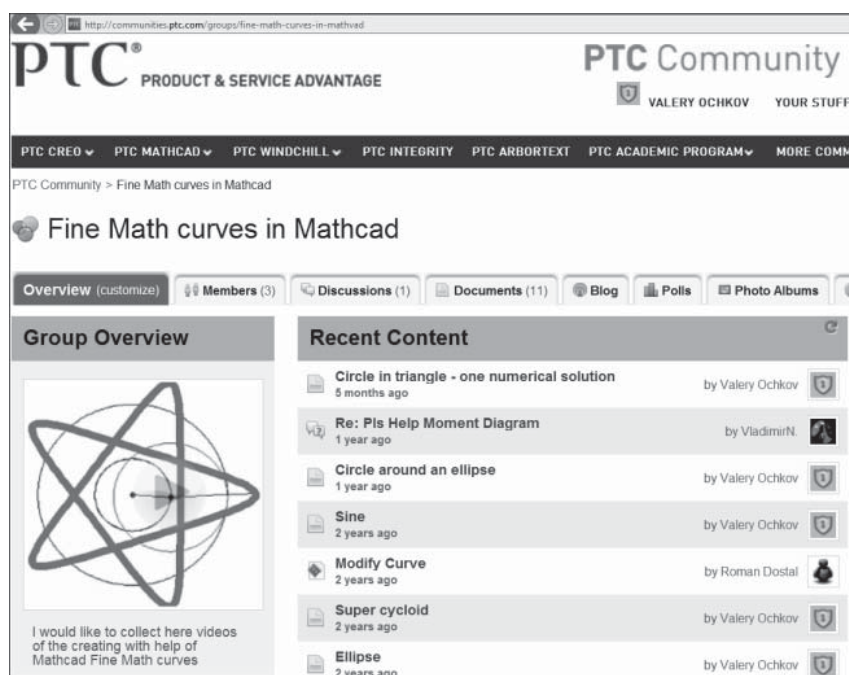 http://communities.ptc.com/groups/fine-math-curves-in-mathvad
PTC® PRODUCT & SERVICE ADVANTAGE
PTC Community
VALERY OCHKOV YOUR STUFF
PTC CREO PTC MATHCAD PTC WINDCHILL PTC INTEGRITY PTC ARBORTEXT PTC ACADEMIC PROGRAM MORE COMM
PTC Community > Fine Math curves in Mathcad
Fine Math curves in Mathcad
Overview (customize) Members (3) Discussions (1) Documents (11) Blog Polls Photo Albums
Group Overview
I would like to collect here videos
of the creating with help of
Mathcad Fine Math curves
Recent Content
Circle in triangle - one numerical solution
5 months ago
by Valery Ochkov
Re: Pls Help Moment Diagram
1 year ago
by VladimirN.
Circle around an ellipse
1 year ago
by Valery Ochkov
Sine
2 years ago
by Valery Ochkov
Modify Curve
2 years ago
by Roman Dostal
Super cycloid
2 years ago
by Valery Ochkov
Ellipse
2 years ago
by Valery Ochkov